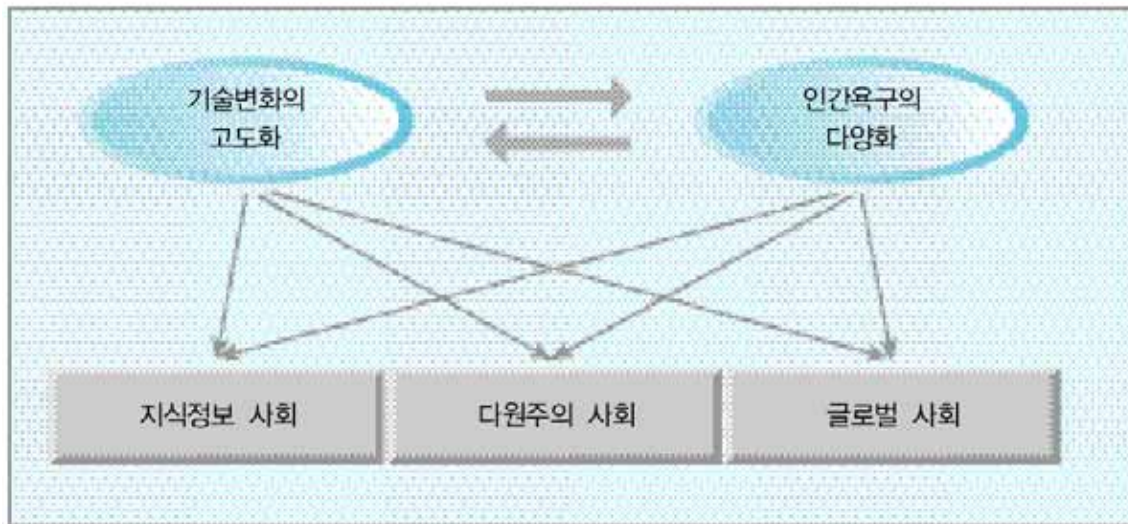 기술변화의
고도화
인간욕구의
다양화
지식정보 사회
다원주의 사회
글로벌 사회